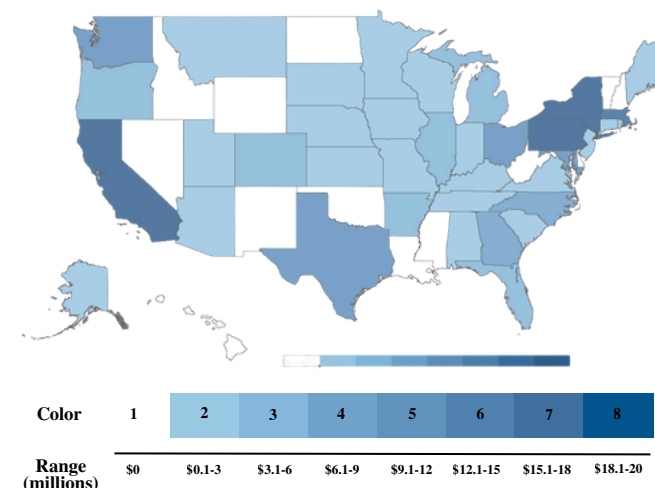 Color 1 2 3 4 5 6 7 8
Range $0 $0.1-3 $3.1-6 $6.1-9 $9.1-12 $12.1-15 $15.1-18 $18.1-20
(millions)